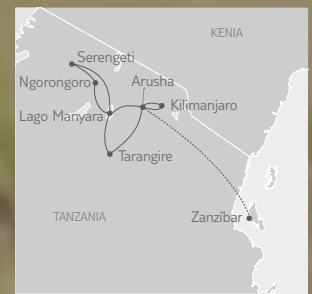 KENIA
Serengeti
Arusha
Ngorongoro
Kilimanjaro
Lago Manyara
Tarangire
TANZANIA
Zanzíbar